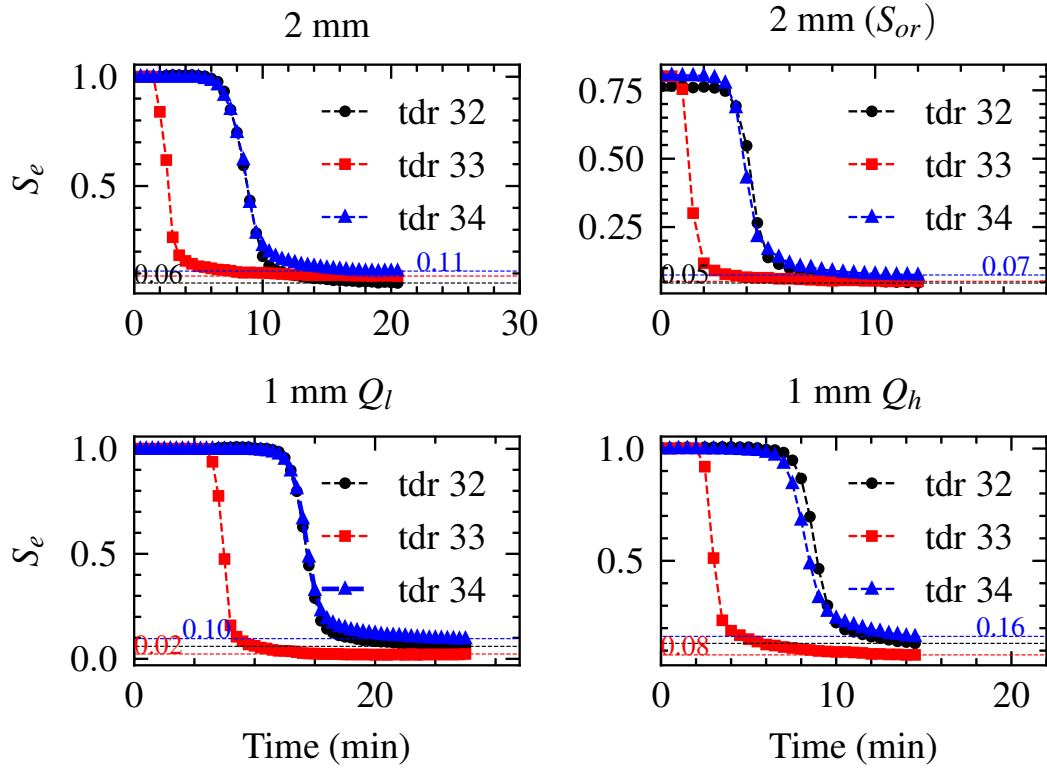 2 mm
1.0
0.5
S_e
tdr 32
tdr 33
tdr 34
0.11
0.06
0 10 20 30
2 mm (S_or)
0.75
0.50
0.25
tdr 32
tdr 33
tdr 34
0.07
0.05
0 10
1 mm Q_l
1.0
0.5
0.0
S_e
tdr 32
tdr 33
tdr 34
0.10
0.02
0 20
Time (min)
1 mm Q_h
1.0
0.5
tdr 32
tdr 33
tdr 34
0.16
0.08
0 10 20
Time (min)